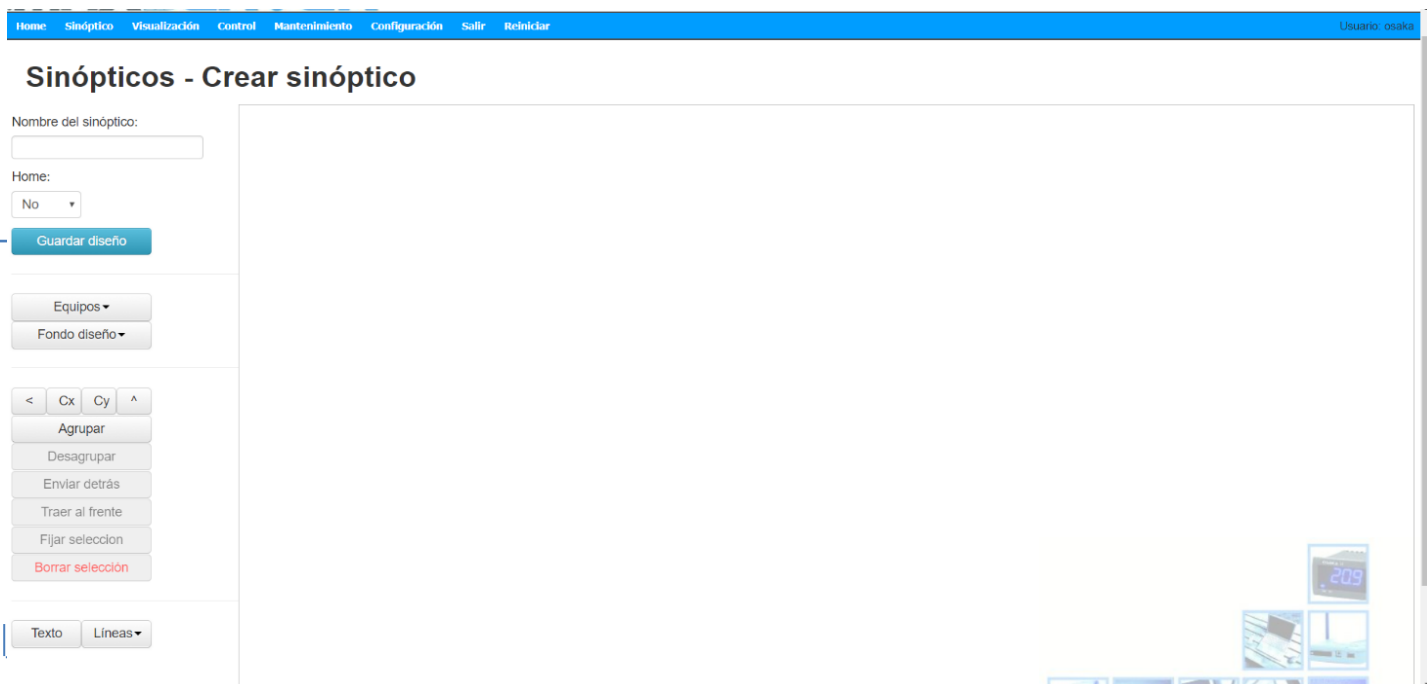 Home Sinóptico Visualización Control Mantenimiento Configuración Salir Reiniciar Usuario: osaka
Sinópticos - Crear sinóptico
Nombre del sinóptico:
Home:
No
Guardar diseño
Equipos
Fondo diseño
< Cx Cy ^
Agrupar
Desagrupar
Enviar detrás
Traer al frente
Fijar seleccion
Borrar selección
Texto Líneas
209